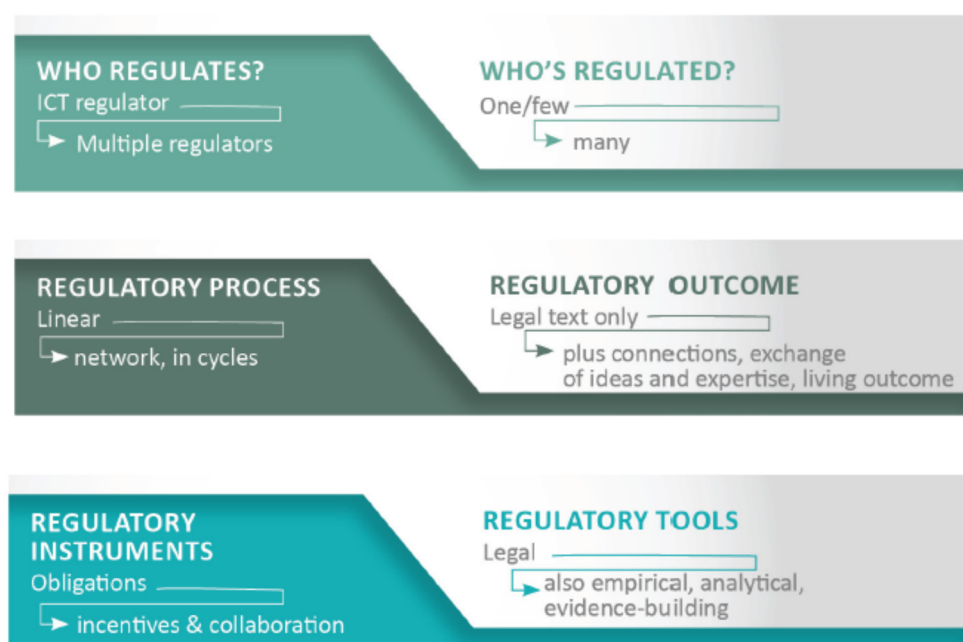 WHO REGULATES?
ICT regulator
Multiple regulators
WHO'S REGULATED?
One/few
many
REGULATORY PROCESS
Linear
network, in cycles
REGULATORY OUTCOME
Legal text only
plus connections, exchange
of ideas and expertise, living outcome
REGULATORY
INSTRUMENTS
Obligations
incentives & collaboration
REGULATORY TOOLS
Legal
also empirical, analytical,
evidence-building